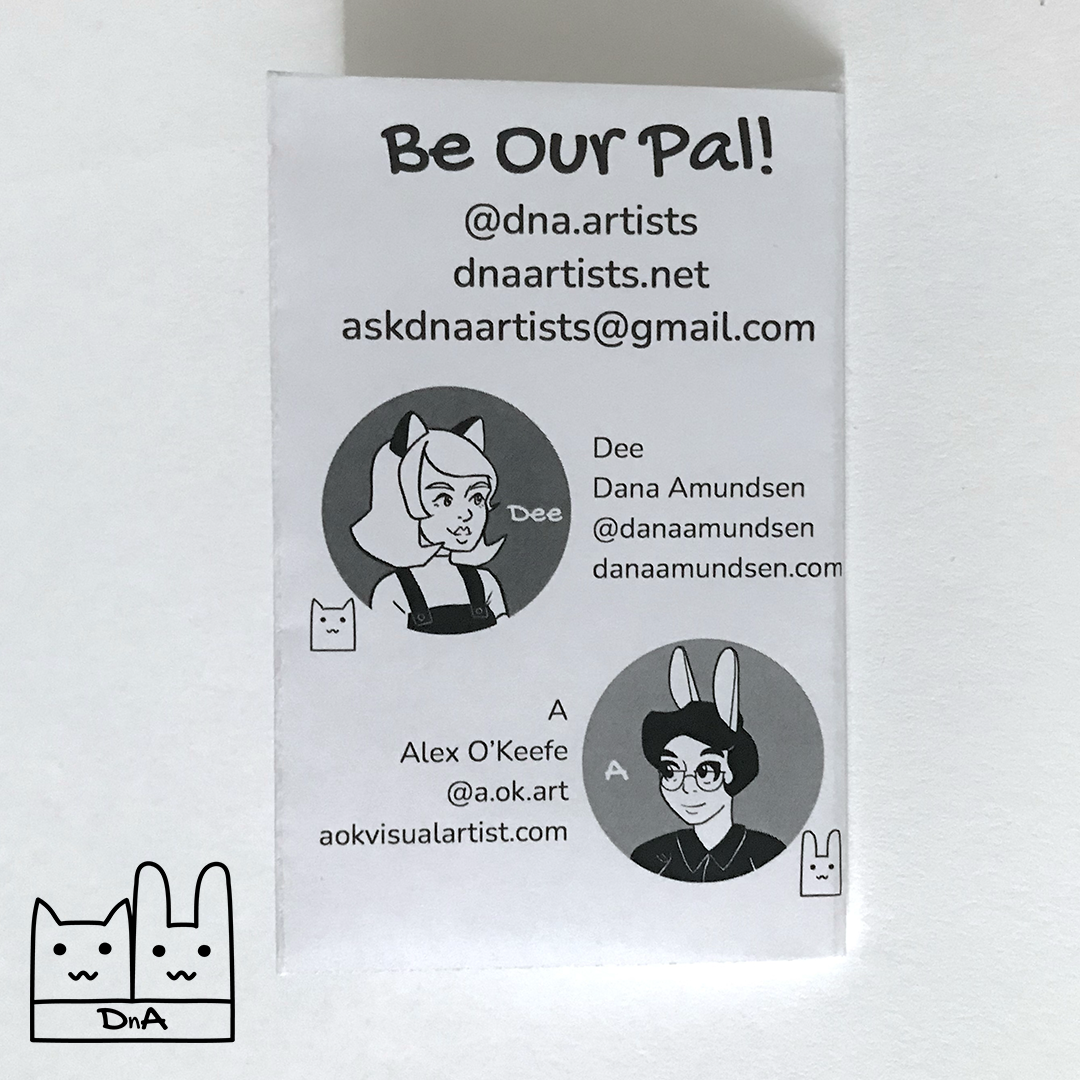 Be Our Pal!
@dna.artists
dnaartists.net
askdnaartists@gmail.com
Dee
Dee
Dana Amundsen
@danaamundsen
danaamundsen.com
A
Alex O'Keefe
@a.ok.art
aokvisualartist.com
A
DnA